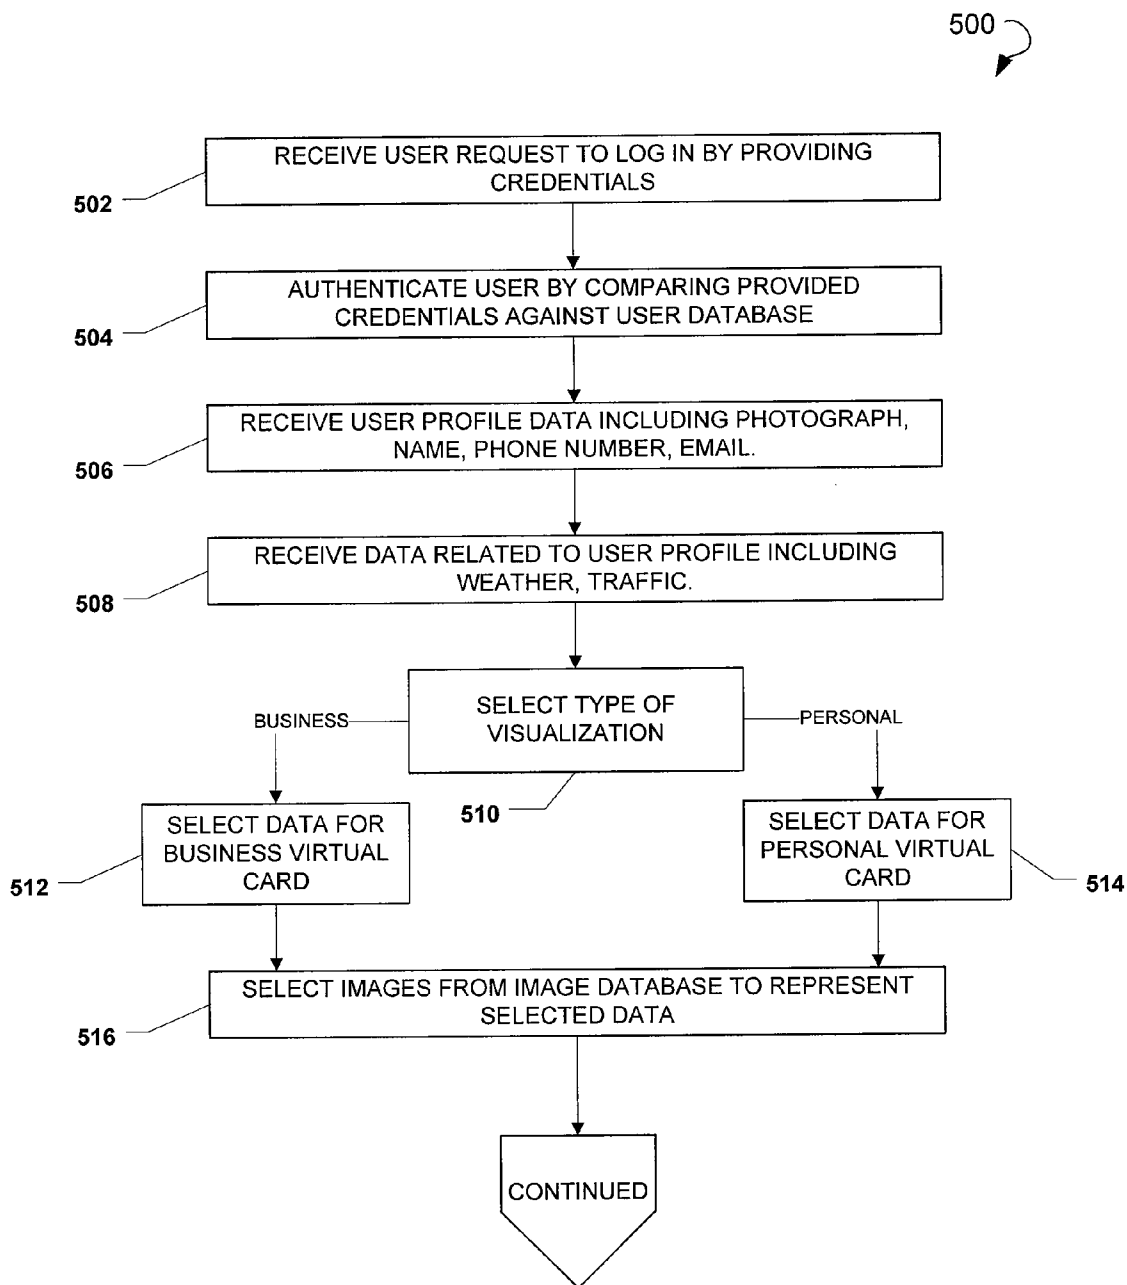 500
RECEIVE USER REQUEST TO LOG IN BY PROVIDING
CREDENTIALS
502
AUTHENTICATE USER BY COMPARING PROVIDED
CREDENTIALS AGAINST USER DATABASE
504
RECEIVE USER PROFILE DATA INCLUDING PHOTOGRAPH,
NAME, PHONE NUMBER, EMAIL.
506
RECEIVE DATA RELATED TO USER PROFILE INCLUDING
WEATHER, TRAFFIC.
508
SELECT TYPE OF
VISUALIZATION
BUSINESS
PERSONAL
510
SELECT DATA FOR
BUSINESS VIRTUAL
CARD
512
SELECT DATA FOR
PERSONAL VIRTUAL
CARD
514
SELECT IMAGES FROM IMAGE DATABASE TO REPRESENT
SELECTED DATA
516
CONTINUED